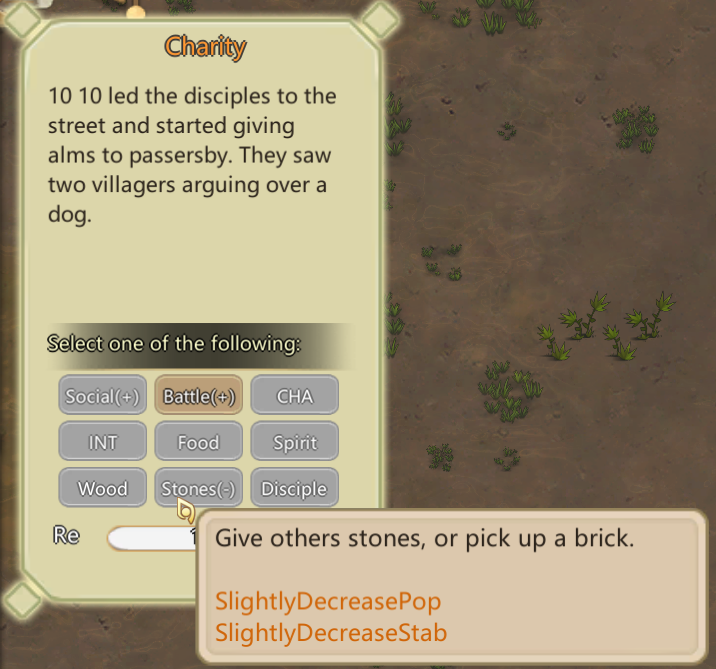 Charity
10 10 led the disciples to the
street and started giving
alms to passersby. They saw
two villagers arguing over a
dog.
Select one of the following:
Social(+) Battle(+) CHA
INT Food Spirit
Wood Stones(-) Disciple
Re
Give others stones, or pick up a brick.
SlightlyDecreasePop
SlightlyDecreaseStab